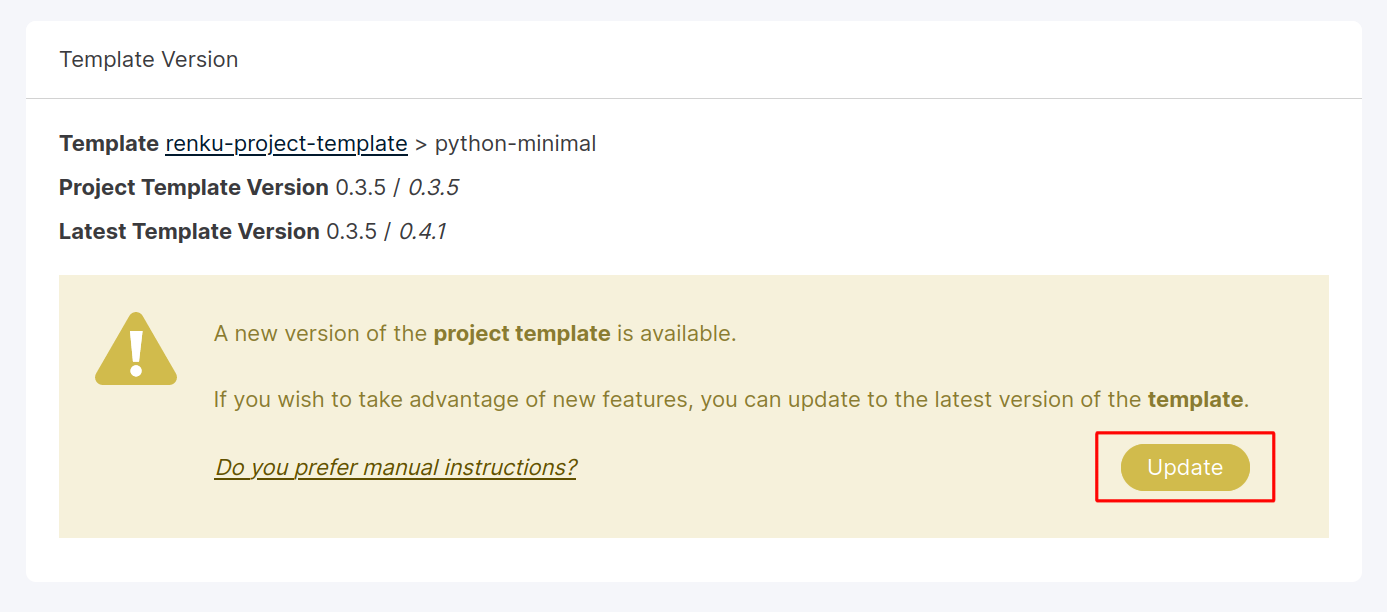 Template Version
Template renku-project-template > python-minimal
Project Template Version 0.3.5 / 0.3.5
Latest Template Version 0.3.5 / 0.4.1
A new version of the project template is available.
If you wish to take advantage of new features, you can update to the latest version of the template.
Do you prefer manual instructions?
Update